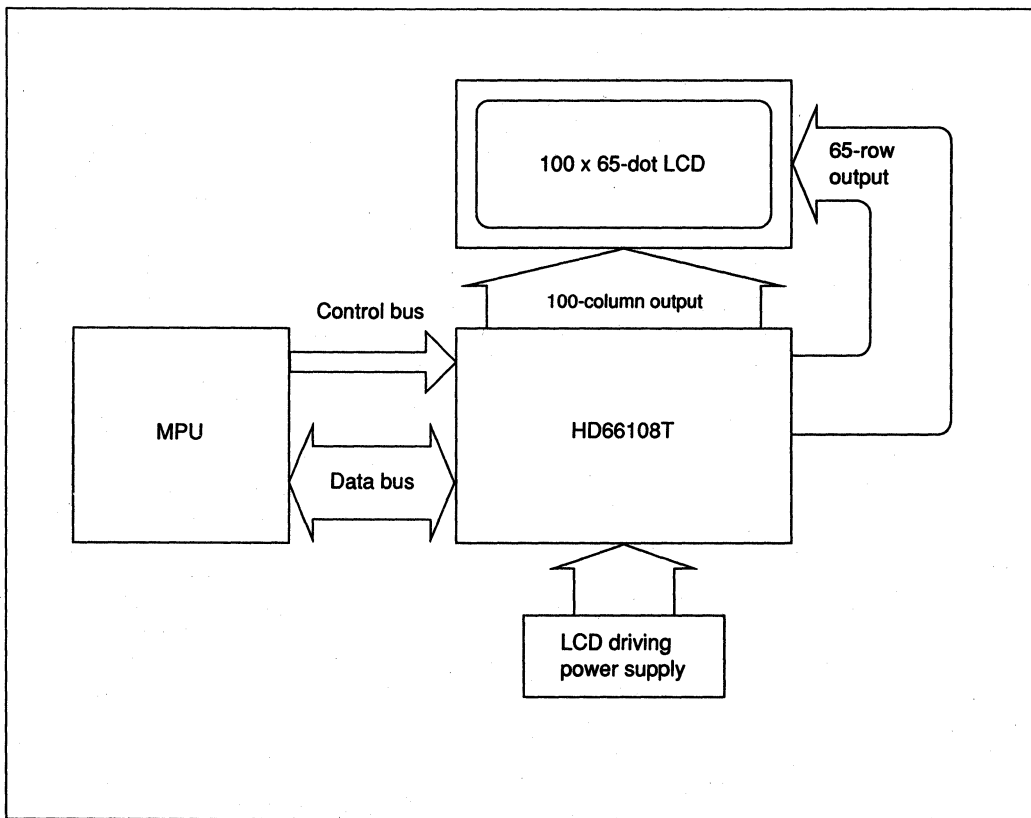 100 x 65-dot LCD
65-row
output
100-column output
Control bus
MPU
HD66108T
Data bus
LCD driving
power supply